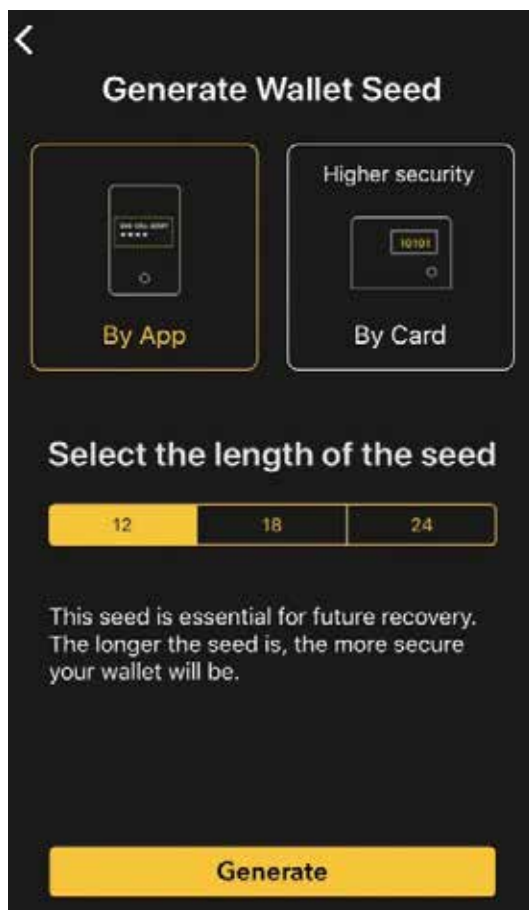 Generate Wallet Seed
Higher security
10101
By App
By Card
Select the length of the seed
12 18 24
This seed is essential for future recovery.
The longer the seed is, the more secure
your wallet will be.
Generate